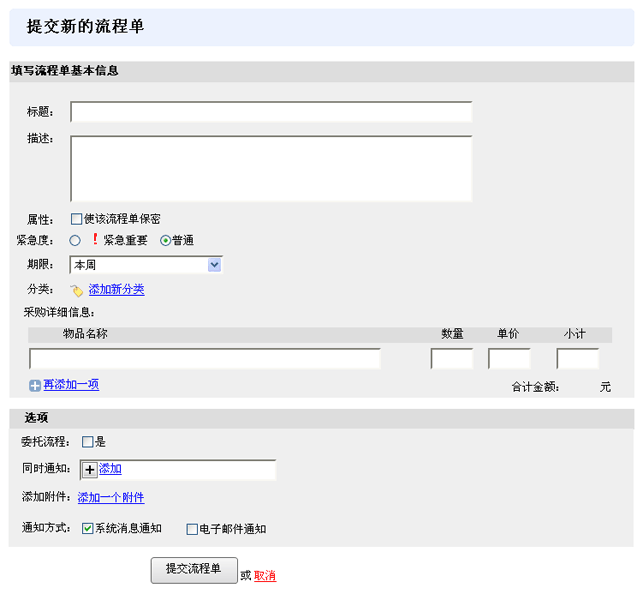 提交新的流程单
填写流程单基本信息
标题：
描述：
属性： 使该流程单保密
紧急度： ！ 紧急重要 普通
期限： 本周
分类： 添加新分类
采购详细信息：
物品名称 数量 单价 小计
再添加一项
合计金额： 元
选项
委托流程： 是
同时通知： 添加
添加附件： 添加一个附件
通知方式： 系统消息通知 电子邮件通知
提交流程单 或 取消